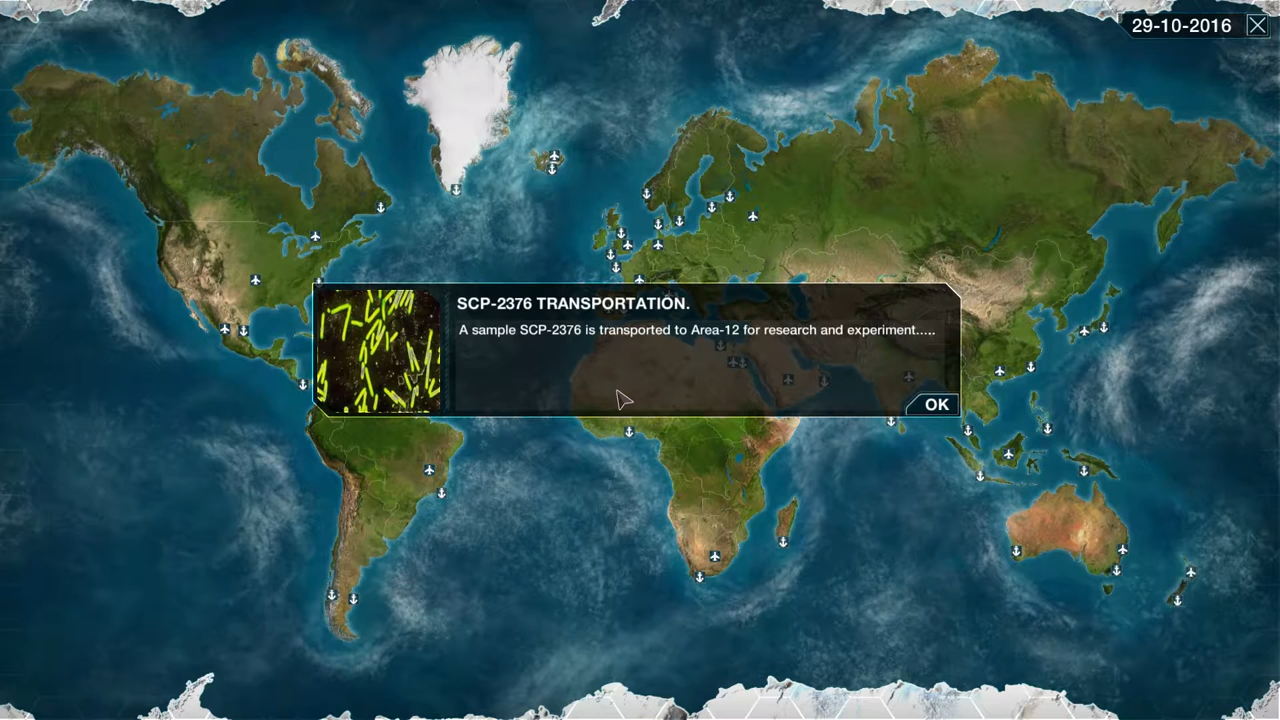 29-10-2016
SCP-2376 TRANSPORTATION.
A sample SCP-2376 is transported to Area-12 for research and experiment.....
OK